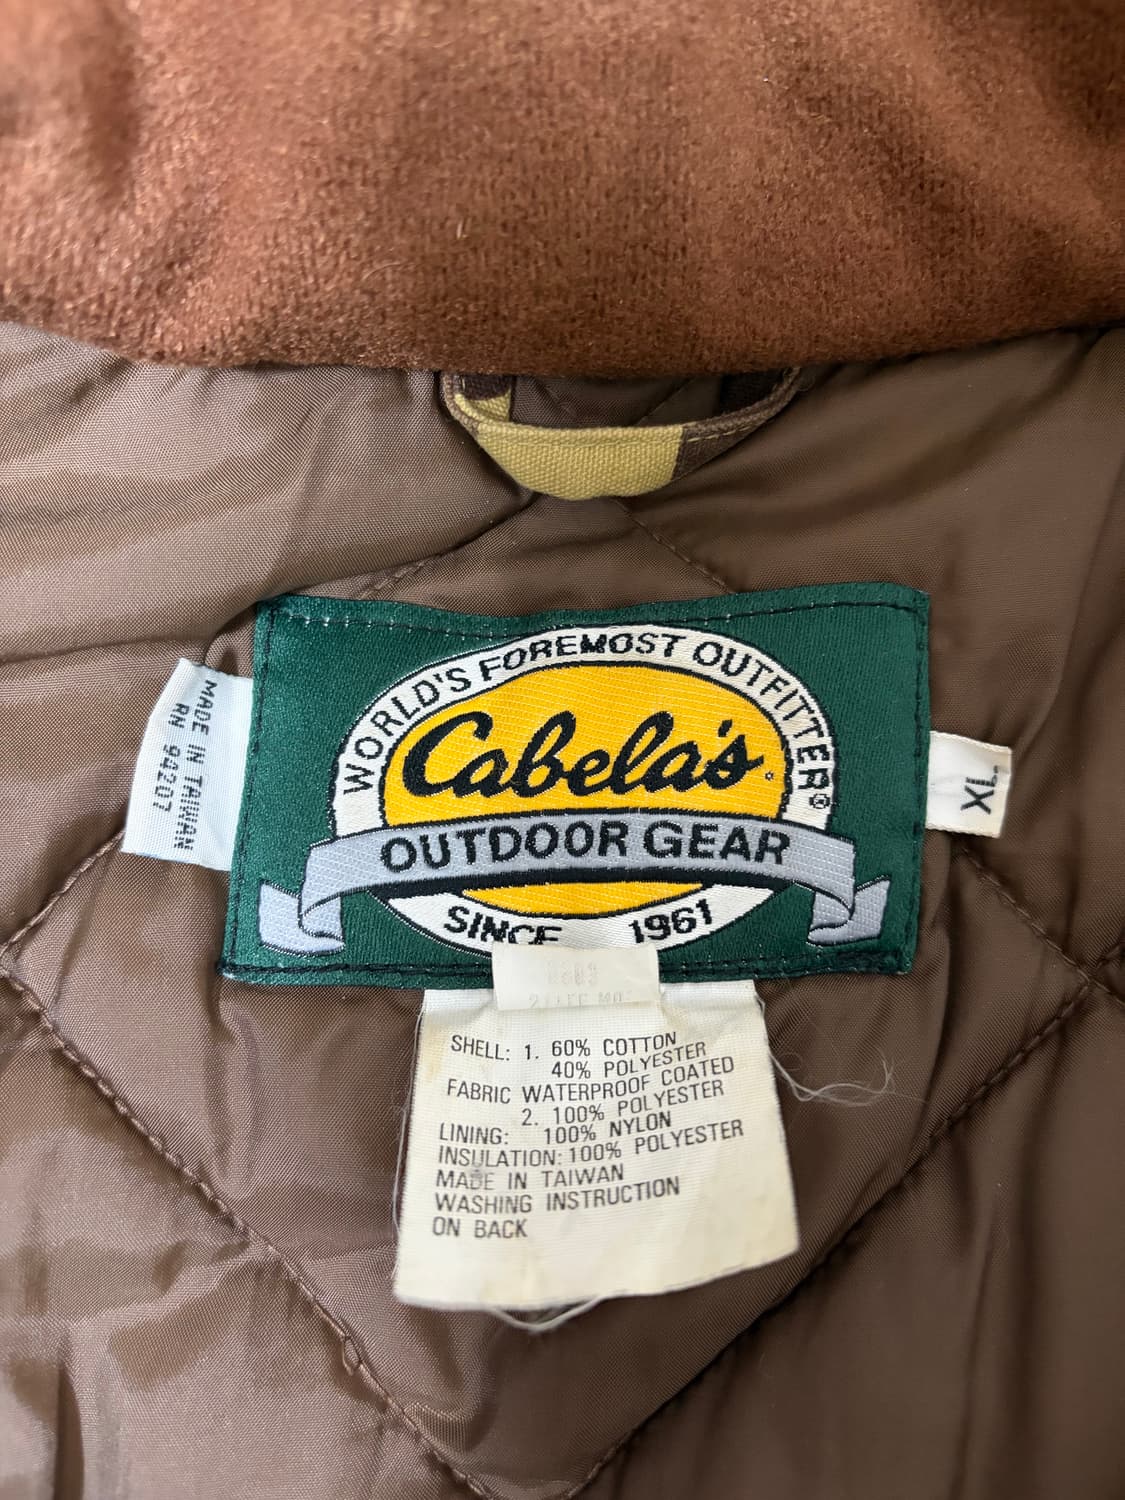 WORLD'S FOREMOST OUTFITTER®
Cabela's
OUTDOOR GEAR
SINCE 1961
MADE IN TAIWAN
RN 94207
XL
SHELL: 1. 60% COTTON
40% POLYESTER
FABRIC WATERPROOF COATED
2. 100% POLYESTER
LINING: 100% NYLON
INSULATION: 100% POLYESTER
MADE IN TAIWAN
WASHING INSTRUCTION
ON BACK